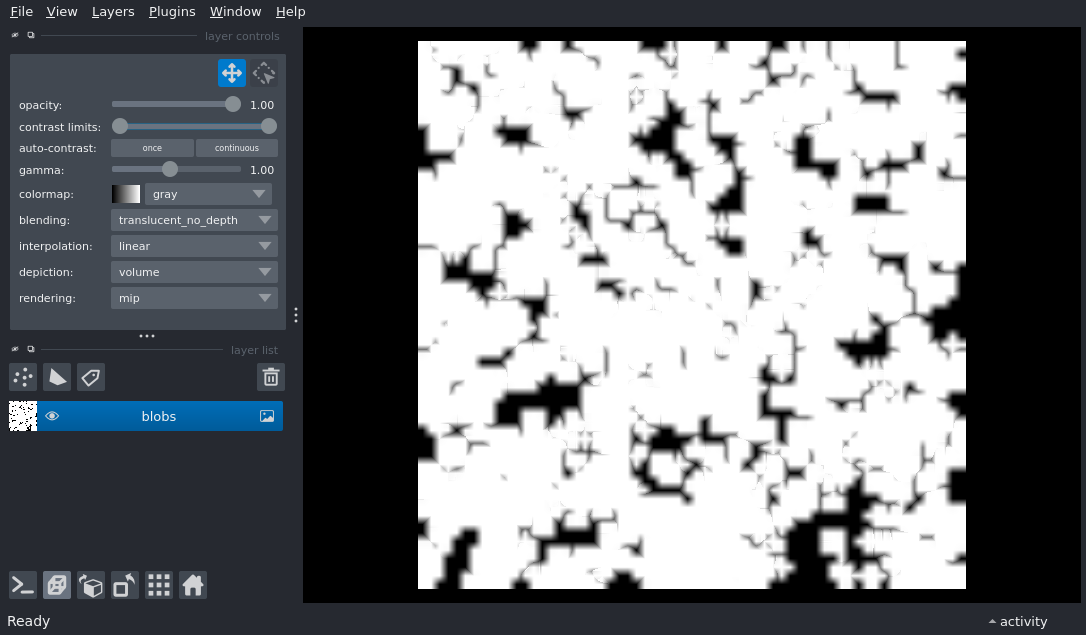 File View Layers Plugins Window Help
layer controls
opacity: 1.00
contrast limits:
auto-contrast: once continuous
gamma: 1.00
colormap: gray
blending: translucent_no_depth
interpolation: linear
depiction: volume
rendering: mip
layer list
blobs
Ready
activity